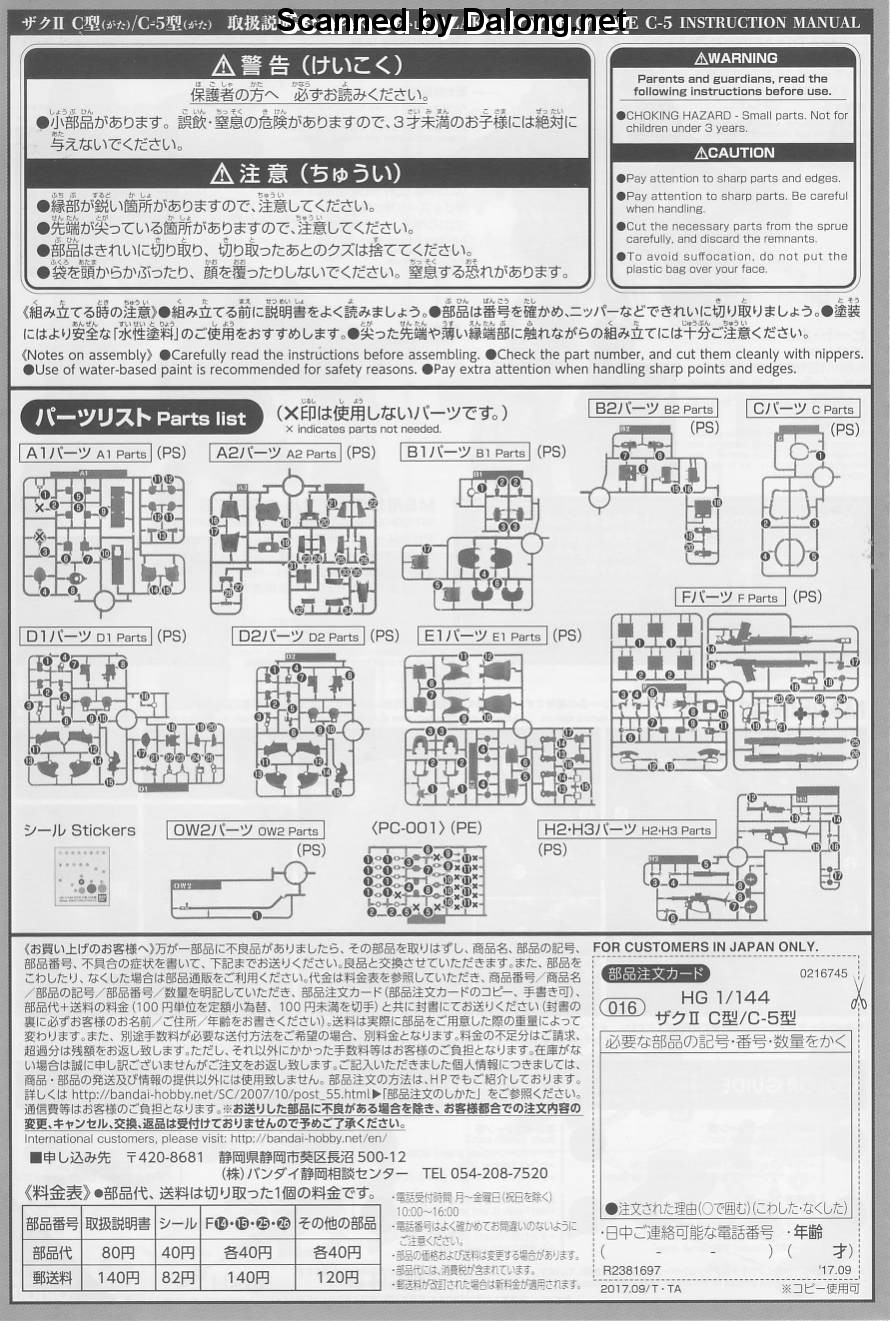 Scanned by Dalong.net
ザクII C型(がた)/C-5型(がた) 取扱説 E C-5 INSTRUCTION MANUAL
⚠警告(けいこく)
保護者の方へ 必ずお読みください。
●小部品があります。誤飲・窒息の危険がありますので、3才未満のお子様には絶対に
与えないでください。
⚠注意(ちゅうい)
●縁部が鋭い箇所がありますので、注意してください。
●先端が尖っている箇所がありますので、注意してください。
●部品はきれいに切り取り、切り取ったあとのクズは捨ててください。
●袋を頭からかぶったり、顔を覆ったりしないでください。窒息する恐れがあります。
⚠WARNING
Parents and guardians, read the
following instructions before use.
●CHOKING HAZARD - Small parts. Not for
children under 3 years.
⚠CAUTION
●Pay attention to sharp parts and edges.
●Pay attention to sharp parts. Be careful
when handling.
●Cut the necessary parts from the sprue
carefully, and discard the remnants.
●To avoid suffocation, do not put the
plastic bag over your face.
《組み立てる時の注意》●組み立てる前に説明書をよく読みましょう。●部品は番号を確かめ、ニッパーなどできれいに切り取りましょう。●塗装
にはより安全な「水性塗料」のご使用をおすすめします。●尖った先端や薄い縁端部に触れながらの組み立てには十分ご注意ください。
《Notes on assembly》 ●Carefully read the instructions before assembling. ●Check the part number, and cut them cleanly with nippers.
●Use of water-based paint is recommended for safety reasons. ●Pay extra attention when handling sharp points and edges.
パーツリスト Parts list
(×印は使用しないパーツです。)
× indicates parts not needed.
B2パーツ B2 Parts (PS)
Cパーツ C Parts (PS)
A1パーツ A1 Parts (PS)
A2パーツ A2 Parts (PS)
B1パーツ B1 Parts (PS)
Fパーツ F Parts (PS)
D1パーツ D1 Parts (PS)
D2パーツ D2 Parts (PS)
E1パーツ E1 Parts (PS)
シール Stickers
OW2パーツ OW2 Parts (PS)
〈PC-001〉(PE)
H2・H3パーツ H2・H3 Parts (PS)
《お買い上げのお客様へ》万が一部品に不良品がありましたら、その部品を取りはずし、商品名、部品の記号、
部品番号、不具合の症状を書いて、下記までお送りください。良品と交換させていただきます。また、部品を
こわしたり、なくした場合は部品通販をご利用ください。代金は料金表を参照していただき、商品番号/商品名
/部品の記号/部品番号/数量を明記していただき、部品注文カード(部品注文カードのコピー、手書き可)、
部品代+送料の料金(100円単位を定額小為替、100円未満を切手)と共に封書にてお送りください(封書の
裏に必ずお客様のお名前/ご住所/年齢をお書きください)。送料は実際に部品をご用意した際の重量によって
変わります。また、別途手数料が必要な送付方法をご希望の場合、別料金となります。料金の不足分はご請求、
超過分は残額をお返し致します。ただし、それ以外にかかった手数料等はお客様のご負担となります。在庫がな
い場合は誠に申し訳ございませんがご注文をお返し致します。ご記入いただきました個人情報につきましては、
商品・部品の発送及び情報の提供以外には使用致しません。部品注文の方法は、HPでもご紹介しております。
詳しくは http://bandai-hobby.net/SC/2007/10/post_55.html▶「部品注文のしかた」をご参照ください。
通信費等はお客様のご負担となります。※お送りした部品に不良がある場合を除き、お客様都合での注文内容の
変更、キャンセル、交換、返品は受付けておりませんので予めご了承ください。
International customers, please visit: http://bandai-hobby.net/en/
■申し込み先 〒420-8681 静岡県静岡市葵区長沼500-12
(株)バンダイ静岡相談センター TEL 054-208-7520
《料金表》●部品代、送料は切り取った1個の料金です。
部品番号 取扱説明書 シール F⓮・⓯・㉕・㉖ その他の部品
部品代 80円 40円 各40円 各40円
郵送料 140円 82円 140円 120円
・電話受付時間 月~金曜日(祝日を除く)
10:00~16:00
・電話番号はよく確かめてお間違いのないように
ご注意ください。
・部品の価格および送料は変更する場合があります。
・部品代には、消費税が含まれています。
・郵送料が改訂された場合は新料金が適用されます。
FOR CUSTOMERS IN JAPAN ONLY.
部品注文カード 0216745
016 HG 1/144
ザクII C型/C-5型
必要な部品の記号・番号・数量をかく
●注文された理由(○で囲む)(こわした・なくした)
・日中ご連絡可能な電話番号 ・年齢
( - - ) ( 才)
R2381697 '17.09
2017.09/T・TA ※コピー使用可